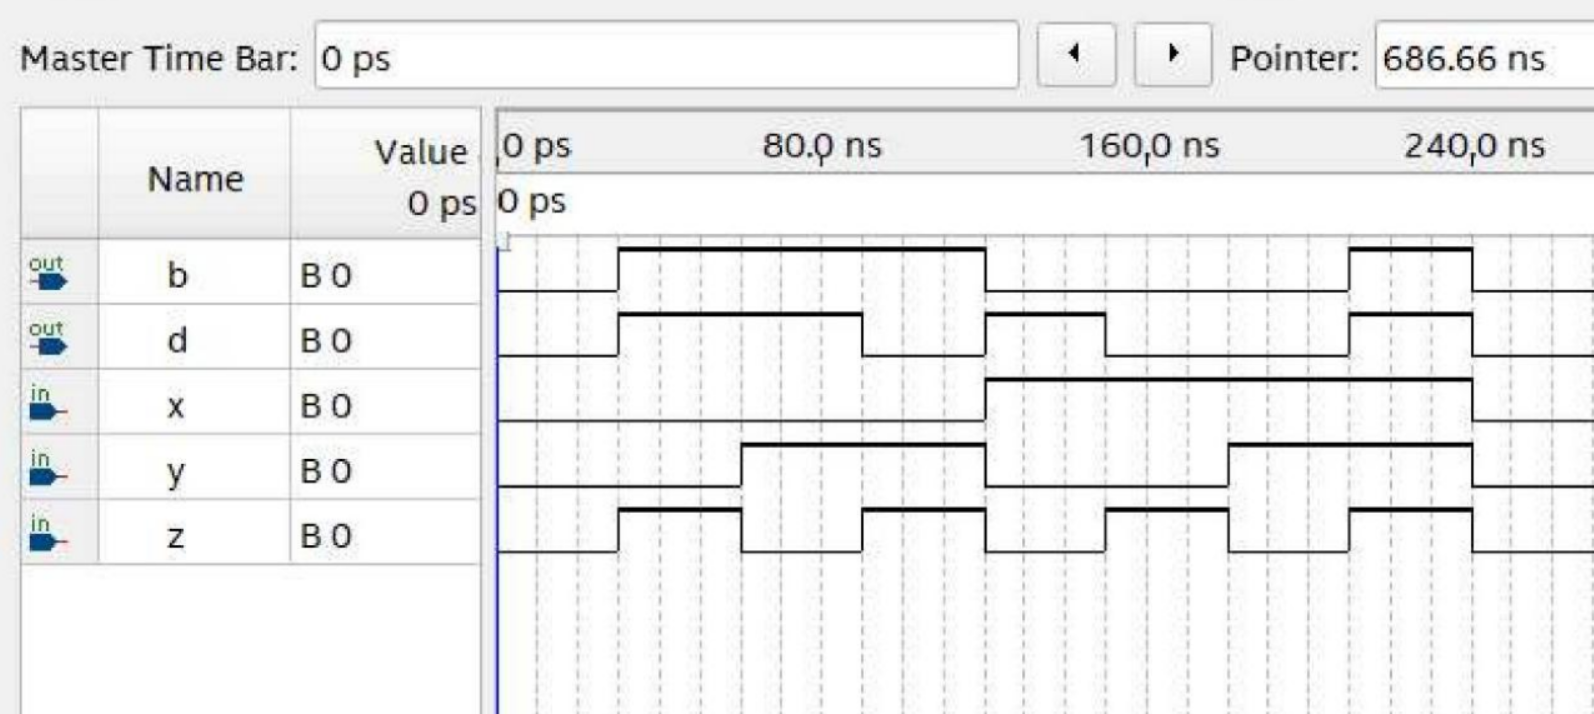 Master Time Bar: 0 ps Pointer: 686.66 ns
Name Value 0 ps
0 ps 80.0 ns 160.0 ns 240.0 ns
0 ps
out b B 0
out d B 0
in x B 0
in y B 0
in z B 0